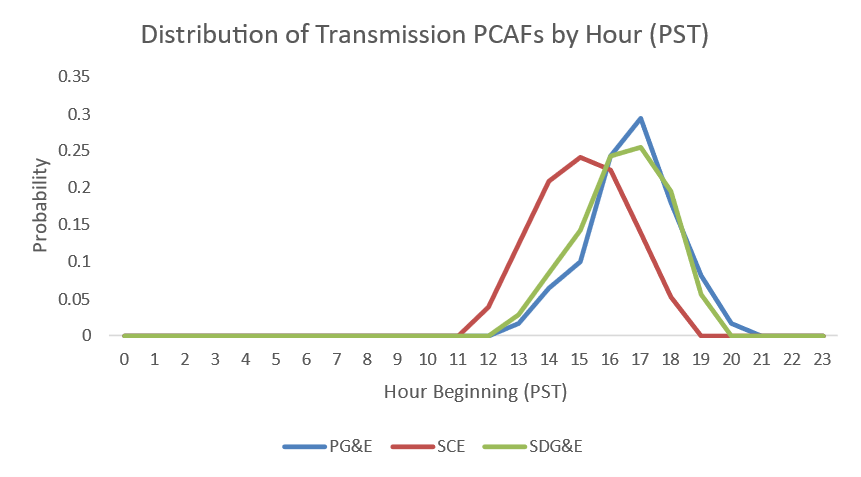 Distribution of Transmission PCAFs by Hour (PST)
0.35
0.3
0.25
0.2
0.15
0.1
0.05
0
Probability
0 1 2 3 4 5 6 7 8 9 10 11 12 13 14 15 16 17 18 19 20 21 22 23
Hour Beginning (PST)
PG&E SCE SDG&E